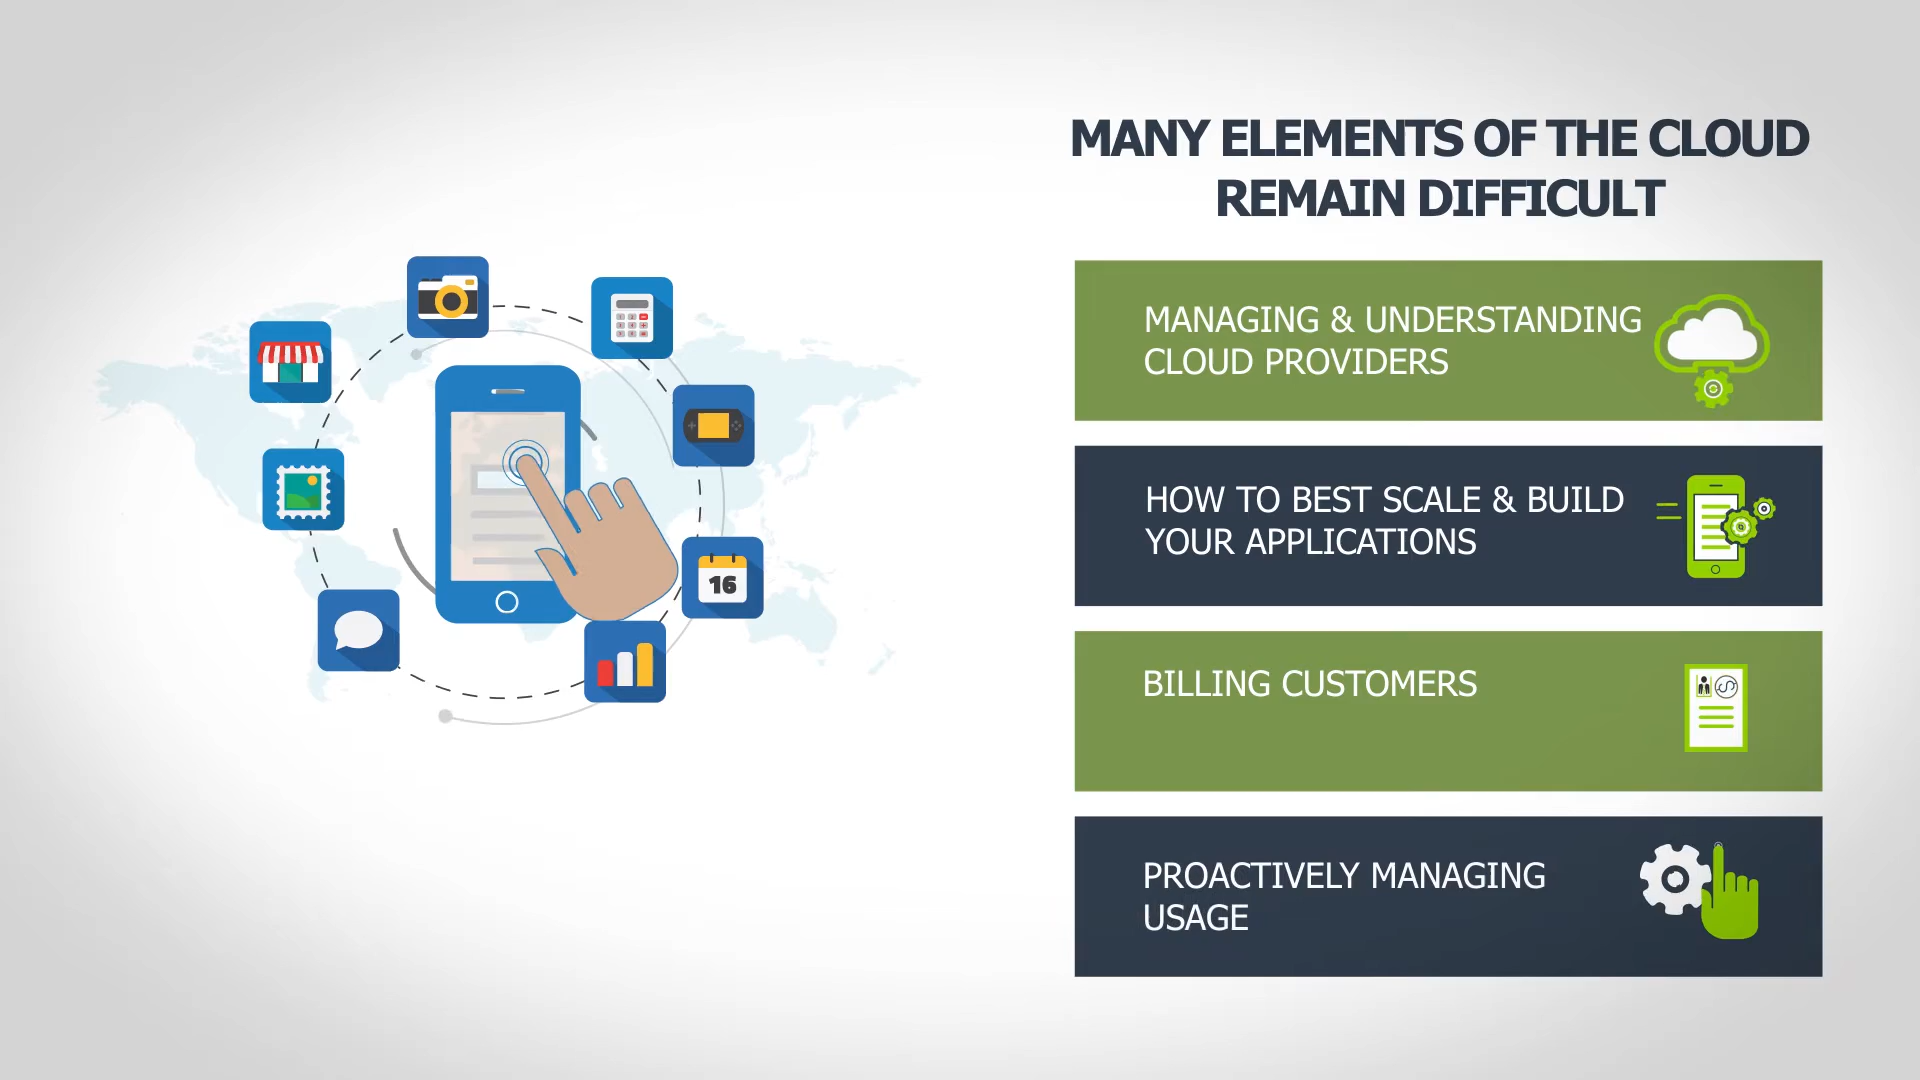 MANY ELEMENTS OF THE CLOUD
REMAIN DIFFICULT
MANAGING & UNDERSTANDING
CLOUD PROVIDERS
HOW TO BEST SCALE & BUILD
YOUR APPLICATIONS
BILLING CUSTOMERS
PROACTIVELY MANAGING
USAGE
16